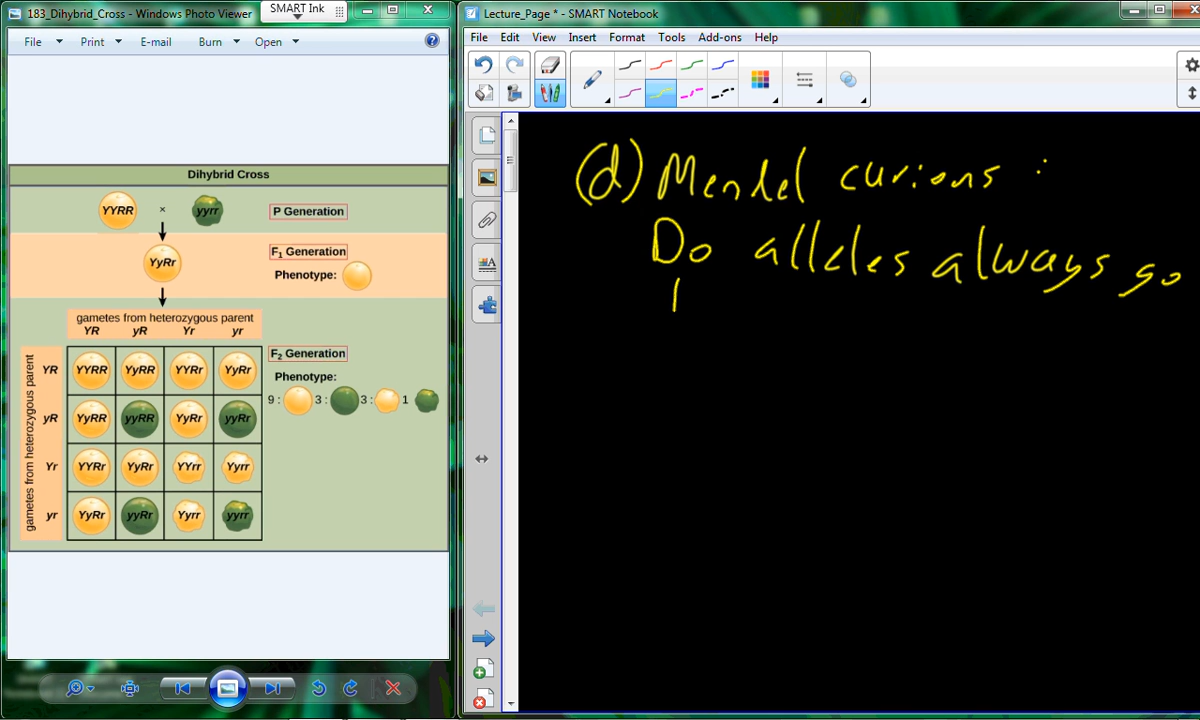 183_Dihybrid_Cross - Windows Photo Viewer
SMART Ink
File Print E-mail Burn Open
Dihybrid Cross
YYRR × yyrr P Generation
F1 Generation
YyRr
Phenotype:
gametes from heterozygous parent
YR yR Yr yr
F2 Generation
Phenotype:
9 : 3 : 3 : 1
gametes from heterozygous parent
YR YYRR YyRR YYRr YyRr
yR YyRR yyRR YyRr yyRr
Yr YYRr YyRr YYrr Yyrr
yr YyRr yyRr Yyrr yyrr
Lecture_Page * - SMART Notebook
File Edit View Insert Format Tools Add-ons Help
(d) Mendel curious :
Do alleles always go